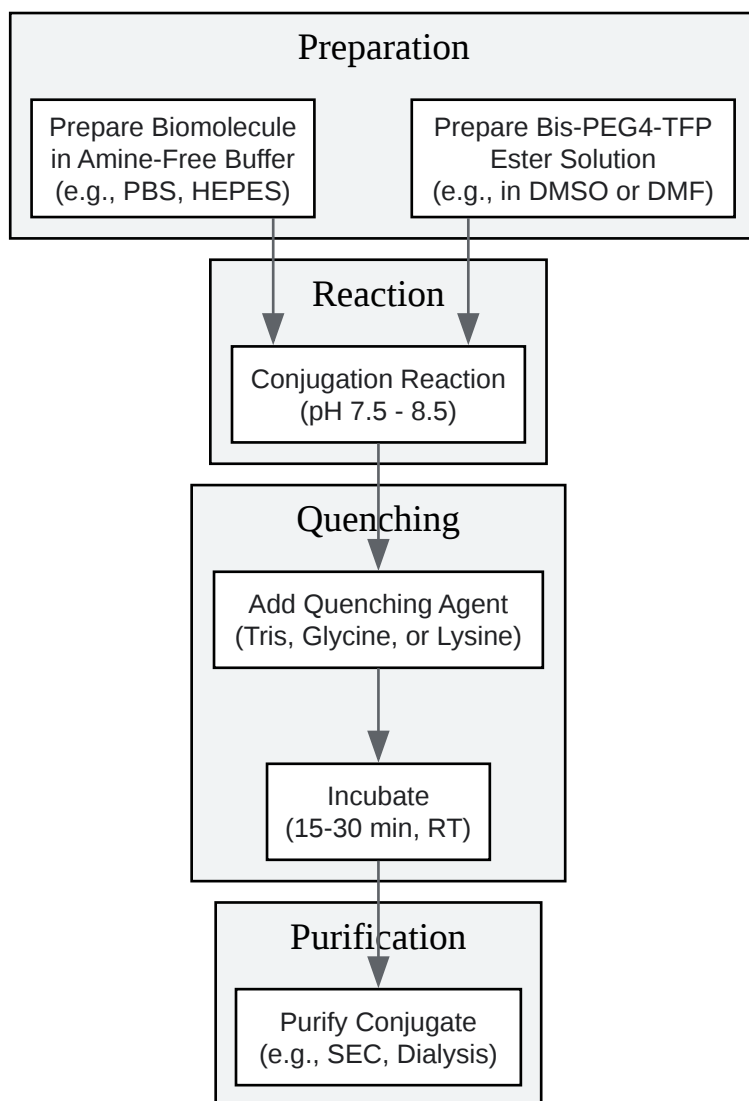 Preparation
Prepare Biomolecule
in Amine-Free Buffer
(e.g., PBS, HEPES)
Prepare Bis-PEG4-TFP
Ester Solution
(e.g., in DMSO or DMF)
Reaction
Conjugation Reaction
(pH 7.5 - 8.5)
Quenching
Add Quenching Agent
(Tris, Glycine, or Lysine)
Incubate
(15-30 min, RT)
Purification
Purify Conjugate
(e.g., SEC, Dialysis)